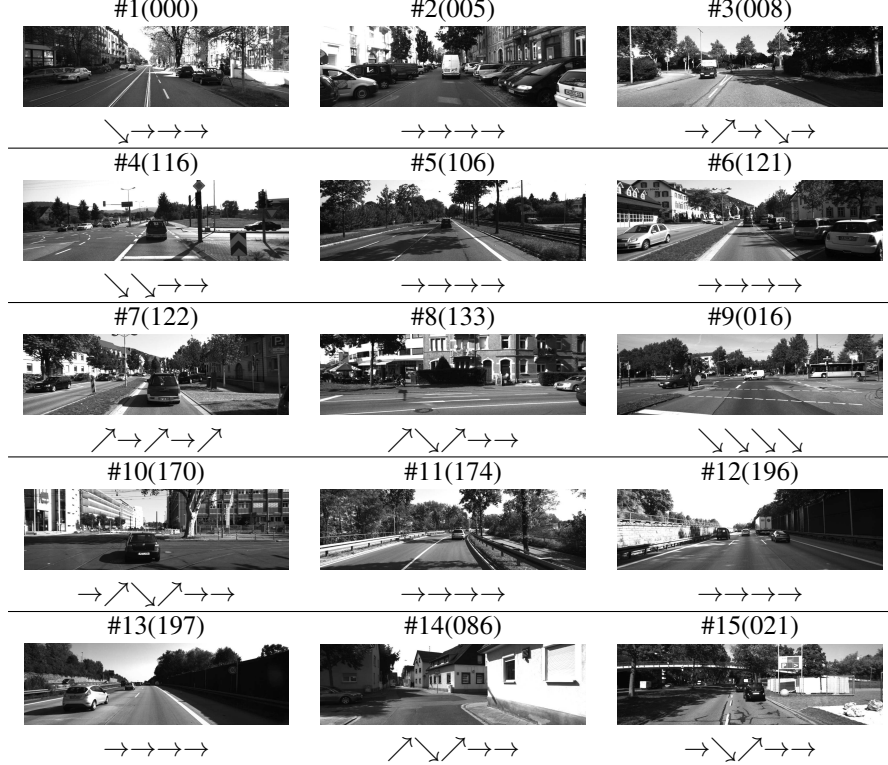 #1(000) #2(005) #3(008)
↘→→→ →→→→ →↗→↘→
#4(116) #5(106) #6(121)
↘↘→→ →→→→ →→→→
#7(122) #8(133) #9(016)
↗→↗→↗ ↗↘↗→→ ↘↘↘↘
#10(170) #11(174) #12(196)
→↗↘↗→→ →→→→ →→→→
#13(197) #14(086) #15(021)
→→→→ ↗↘↗→→ →↘↗→→